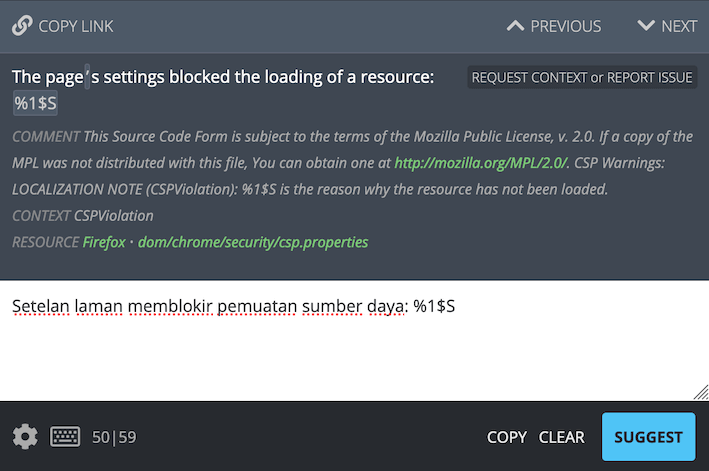 COPY LINK PREVIOUS NEXT
The page’s settings blocked the loading of a resource: REQUEST CONTEXT or REPORT ISSUE
%1$S
COMMENT This Source Code Form is subject to the terms of the Mozilla Public License, v. 2.0. If a copy of the
MPL was not distributed with this file, You can obtain one at http://mozilla.org/MPL/2.0/. CSP Warnings:
LOCALIZATION NOTE (CSPViolation): %1$S is the reason why the resource has not been loaded.
CONTEXT CSPViolation
RESOURCE Firefox · dom/chrome/security/csp.properties
Setelan laman memblokir pemuatan sumber daya: %1$S
50|59 COPY CLEAR SUGGEST